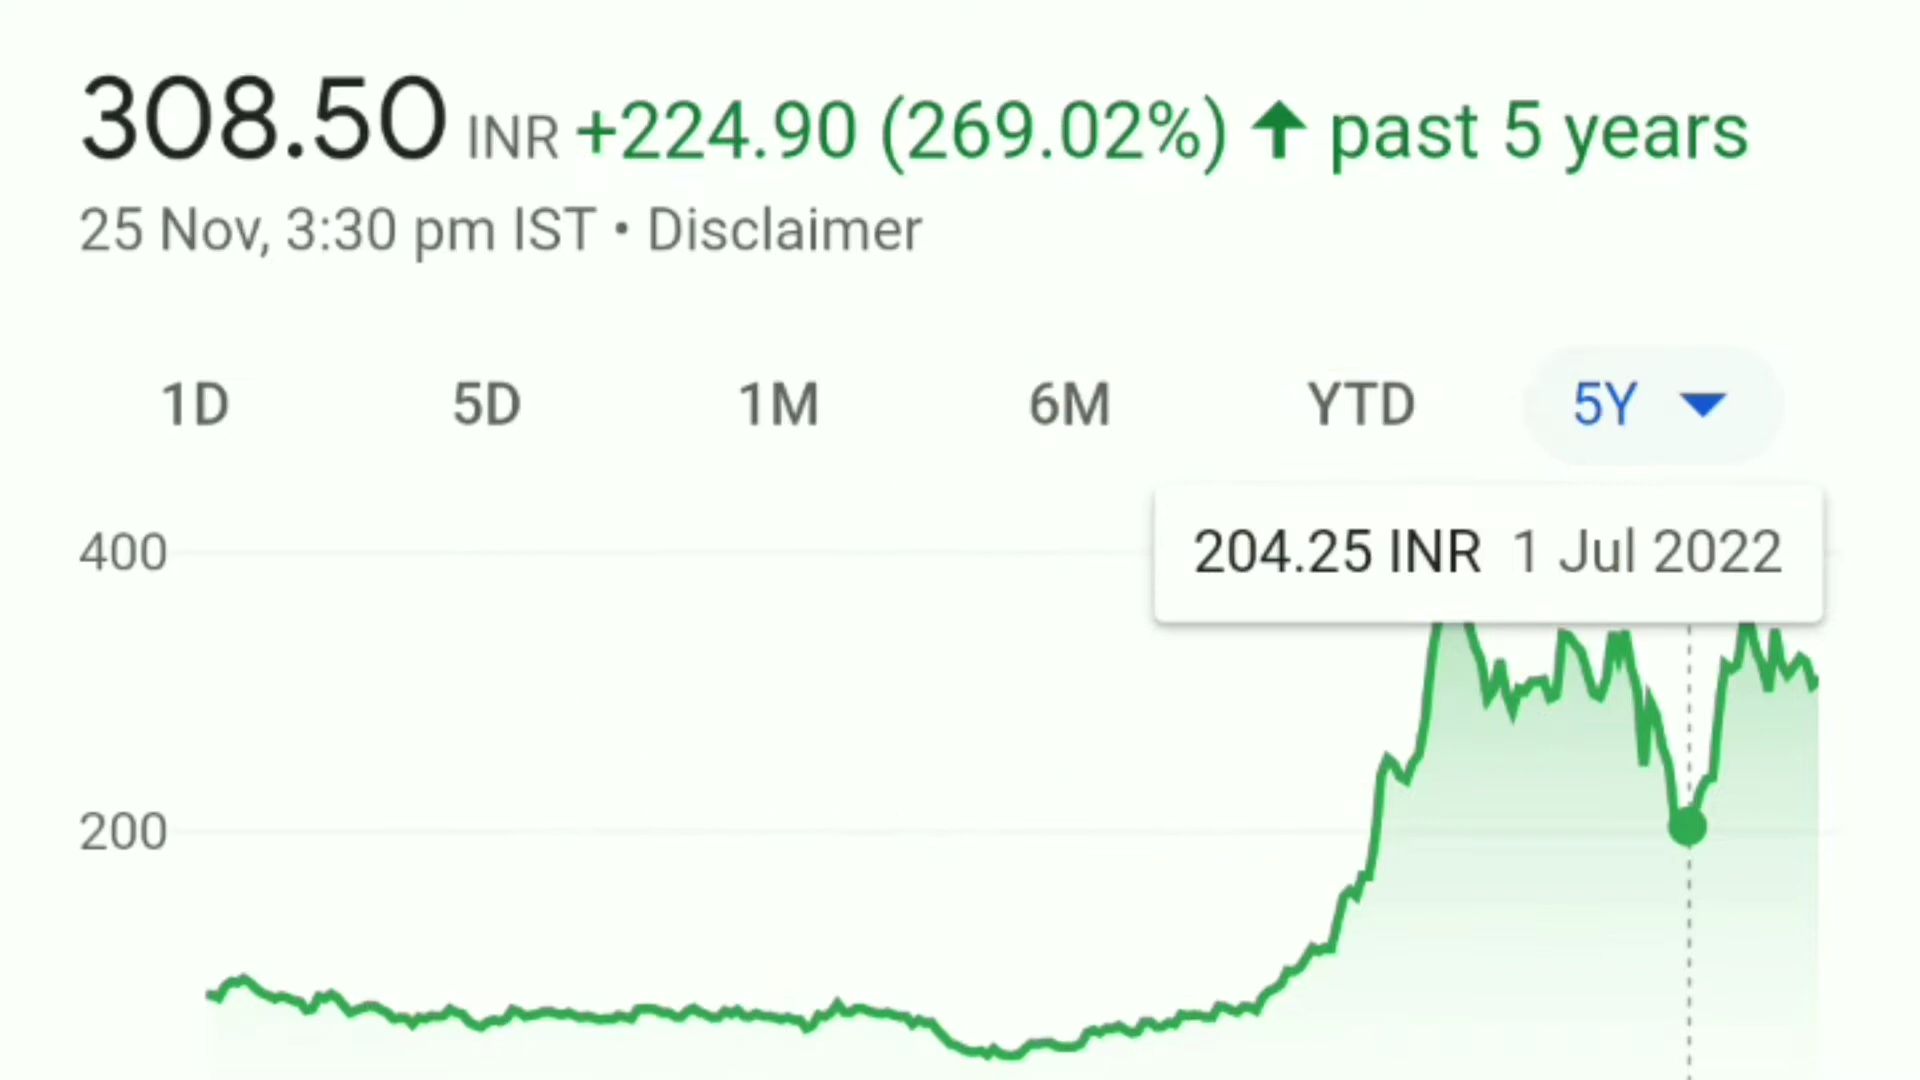 308.50 INR +224.90 (269.02%) ↑ past 5 years
25 Nov, 3:30 pm IST • Disclaimer
1D 5D 1M 6M YTD 5Y
204.25 INR 1 Jul 2022
400
200